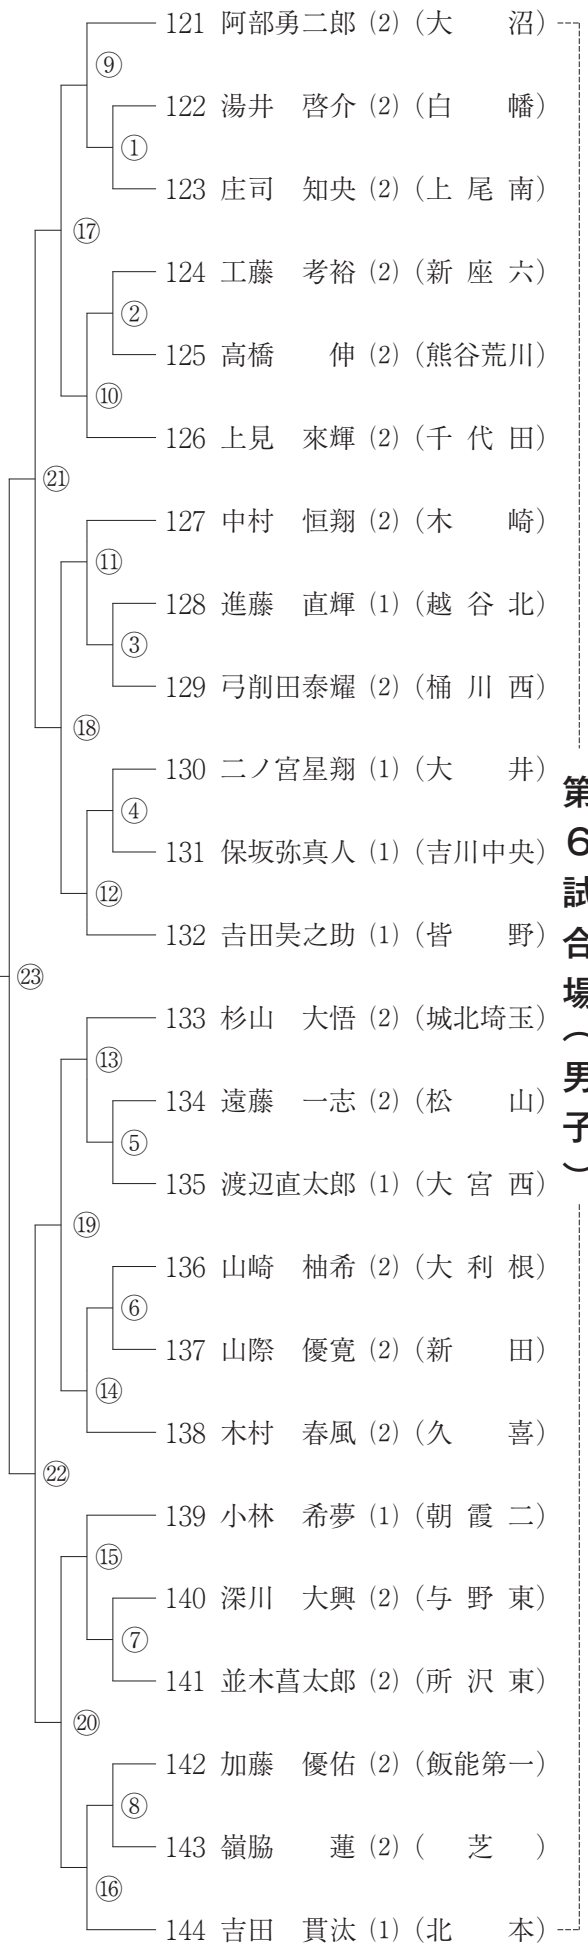 121 阿部勇二郎 (2) (大　　沼)
⑨
122 湯井　啓介 (2) (白　　幡)
①
123 庄司　知央 (2) (上 尾 南)
⑰
124 工藤　考裕 (2) (新 座 六)
②
125 高橋　　伸 (2) (熊谷荒川)
⑩
126 上見　來輝 (2) (千 代 田)
㉑
127 中村　恒翔 (2) (木　　崎)
⑪
128 進藤　直輝 (1) (越 谷 北)
③
129 弓削田泰耀 (2) (桶 川 西)
⑱
130 二ノ宮星翔 (1) (大　　井)
④
131 保坂弥真人 (1) (吉川中央)
⑫
132 𠮷田昊之助 (1) (皆　　野)
㉓
133 杉山　大悟 (2) (城北埼玉)
⑬
134 遠藤　一志 (2) (松　　山)
⑤
135 渡辺直太郎 (1) (大 宮 西)
⑲
136 山崎　柚希 (2) (大 利 根)
⑥
137 山際　優寛 (2) (新　　田)
⑭
138 木村　春風 (2) (久　　喜)
㉒
139 小林　希夢 (1) (朝 霞 二)
⑮
140 深川　大興 (2) (与 野 東)
⑦
141 並木菖太郎 (2) (所 沢 東)
⑳
142 加藤　優佑 (2) (飯能第一)
⑧
143 嶺脇　　蓮 (2) (　芝　)
⑯
144 吉田　貫汰 (1) (北　　本)
第６試合場（男子）